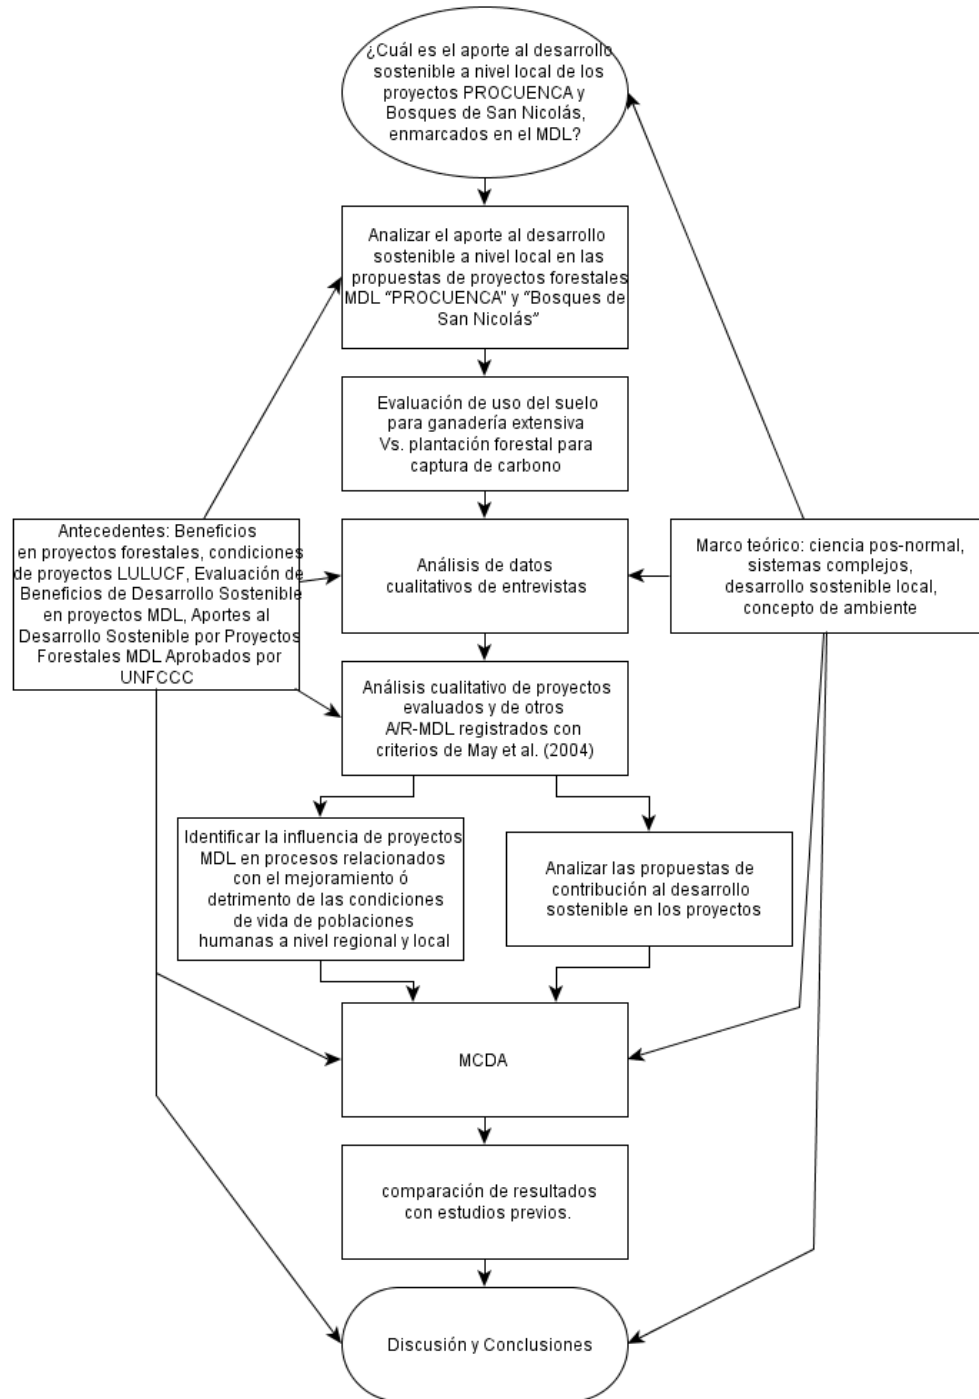 ¿Cuál es el aporte al desarrollo
sostenible a nivel local de los
proyectos PROCUENCA y
Bosques de San Nicolás,
enmarcados en el MDL?
Analizar el aporte al desarrollo
sostenible a nivel local en las
propuestas de proyectos forestales
MDL “PROCUENCA” y “Bosques de
San Nicolás”
Evaluación de uso del suelo
para ganadería extensiva
Vs. plantación forestal para
captura de carbono
Antecedentes: Beneficios
en proyectos forestales, condiciones
de proyectos LULUCF, Evaluación de
Beneficios de Desarrollo Sostenible
en proyectos MDL, Aportes al
Desarrollo Sostenible por Proyectos
Forestales MDL Aprobados por
UNFCCC
Análisis de datos
cualitativos de entrevistas
Marco teórico: ciencia pos-normal,
sistemas complejos,
desarrollo sostenible local,
concepto de ambiente
Análisis cualitativo de proyectos
evaluados y de otros
A/R-MDL registrados con
criterios de May et al. (2004)
Identificar la influencia de proyectos
MDL en procesos relacionados
con el mejoramiento ó
detrimento de las condiciones
de vida de poblaciones
humanas a nivel regional y local
Analizar las propuestas de
contribución al desarrollo
sostenible en los proyectos
MCDA
comparación de resultados
con estudios previos.
Discusión y Conclusiones